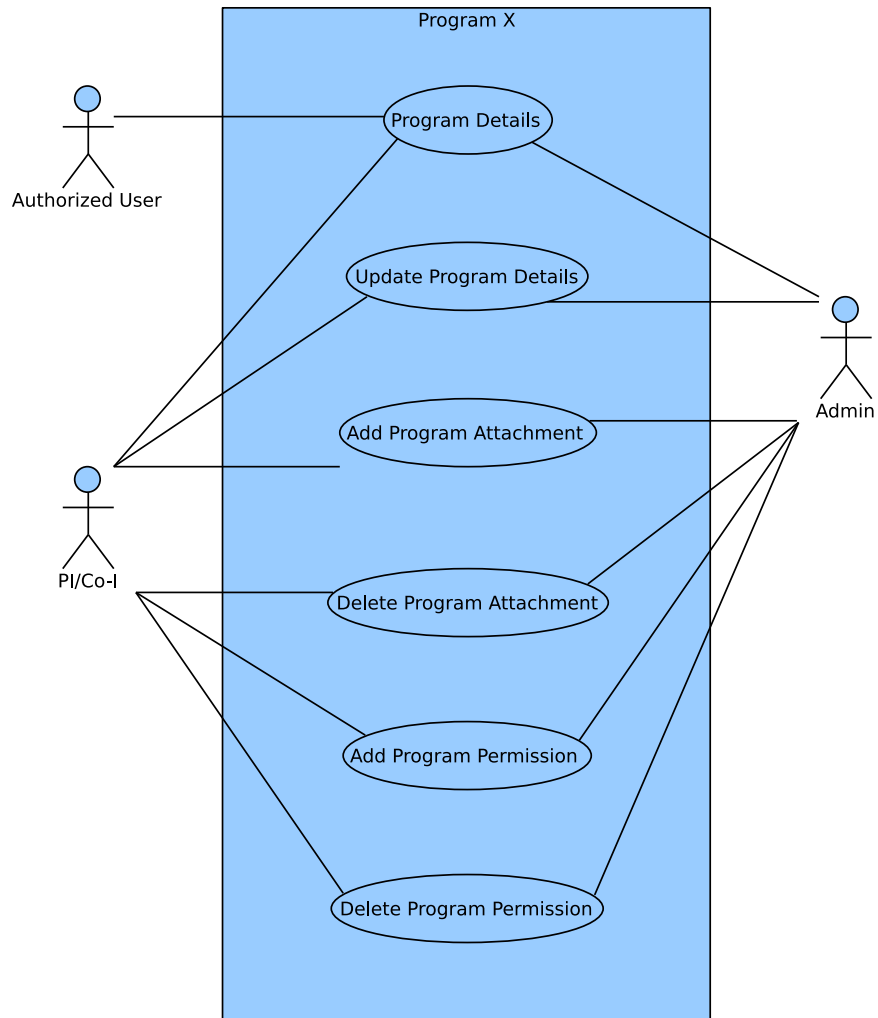 Program X
Program Details
Authorized User
Update Program Details
Admin
Add Program Attachment
PI/Co-I
Delete Program Attachment
Add Program Permission
Delete Program Permission